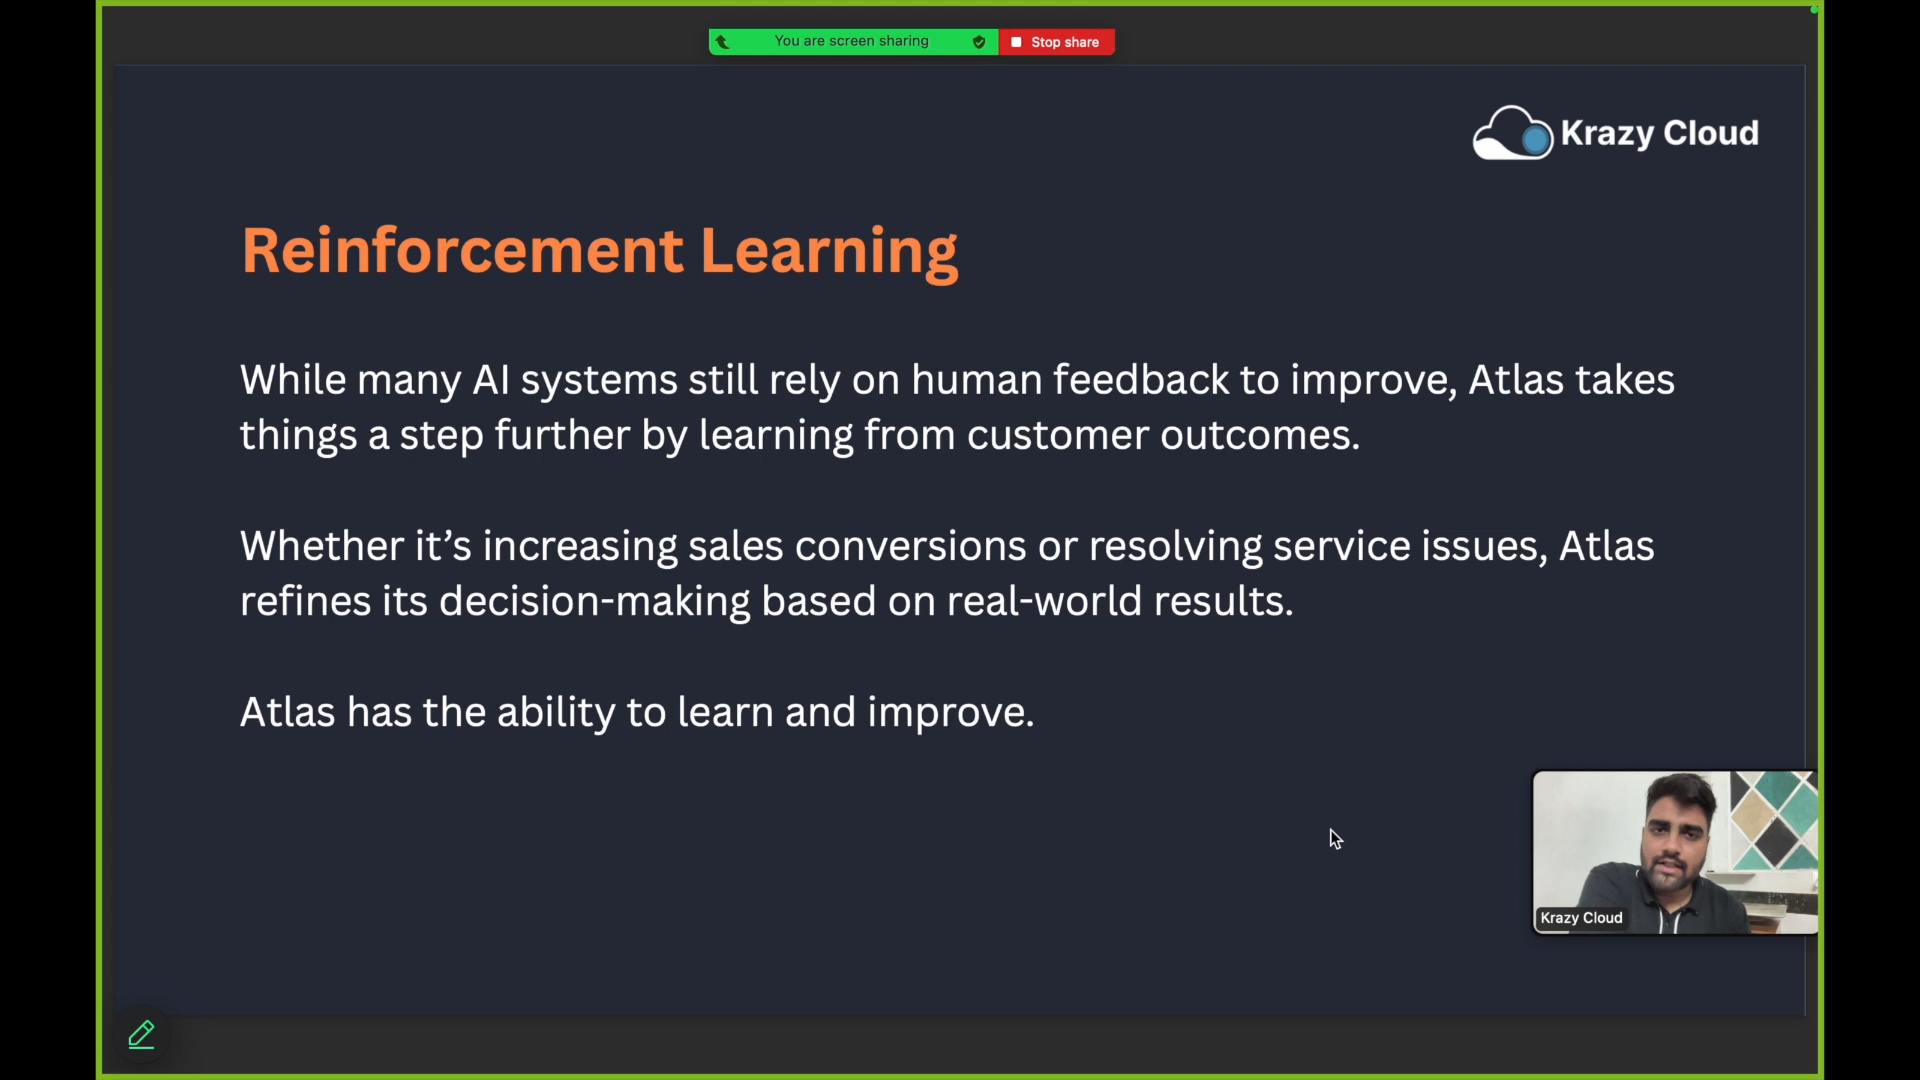 You are screen sharing
Stop share
Krazy Cloud
Reinforcement Learning
While many AI systems still rely on human feedback to improve, Atlas takes
things a step further by learning from customer outcomes.
Whether it’s increasing sales conversions or resolving service issues, Atlas
refines its decision-making based on real-world results.
Atlas has the ability to learn and improve.
Krazy Cloud